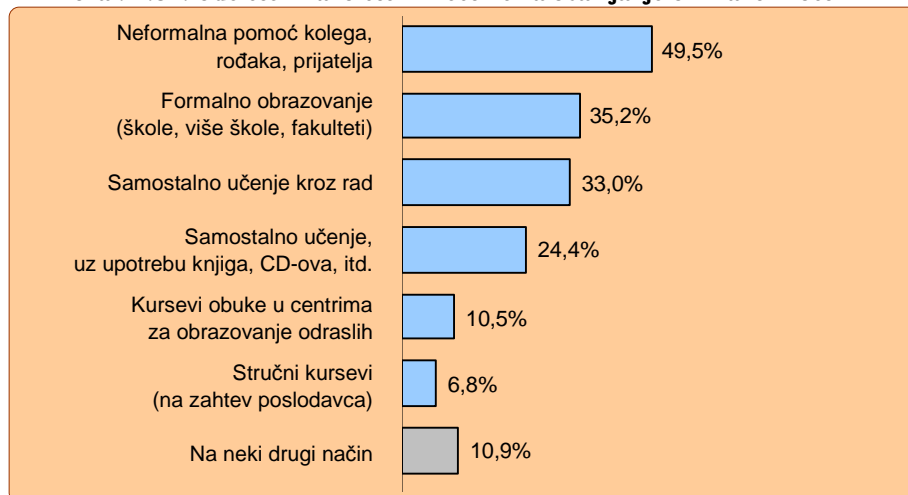 Neformalna pomoć kolega,
rođaka, prijatelja
49,5%
Formalno obrazovanje
(škole, više škole, fakulteti)
35,2%
Samostalno učenje kroz rad
33,0%
Samostalno učenje,
uz upotrebu knjiga, CD-ova, itd.
24,4%
Kursevi obuke u centrima
za obrazovanje odraslih
10,5%
Stručni kursevi
(na zahtev poslodavca)
6,8%
Na neki drugi način
10,9%